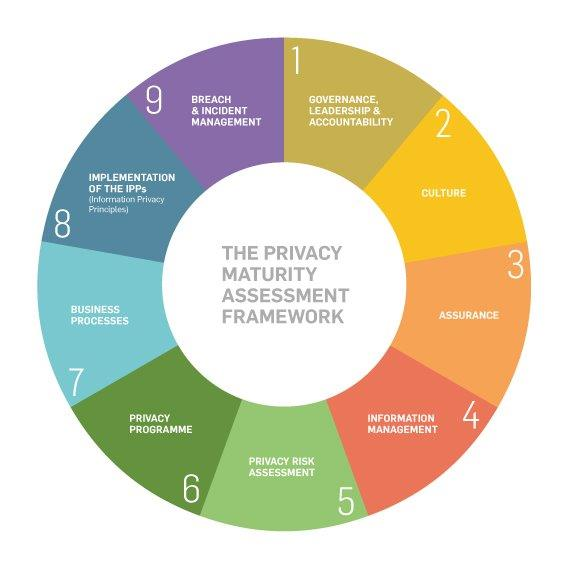 1
GOVERNANCE,
LEADERSHIP &
ACCOUNTABILITY
2
CULTURE
3
ASSURANCE
4
INFORMATION
MANAGEMENT
5
PRIVACY RISK
ASSESSMENT
6
PRIVACY
PROGRAMME
7
BUSINESS
PROCESSES
8
IMPLEMENTATION
OF THE IPPs
(Information Privacy
Principles)
9
BREACH
& INCIDENT
MANAGEMENT
THE PRIVACY
MATURITY
ASSESSMENT
FRAMEWORK